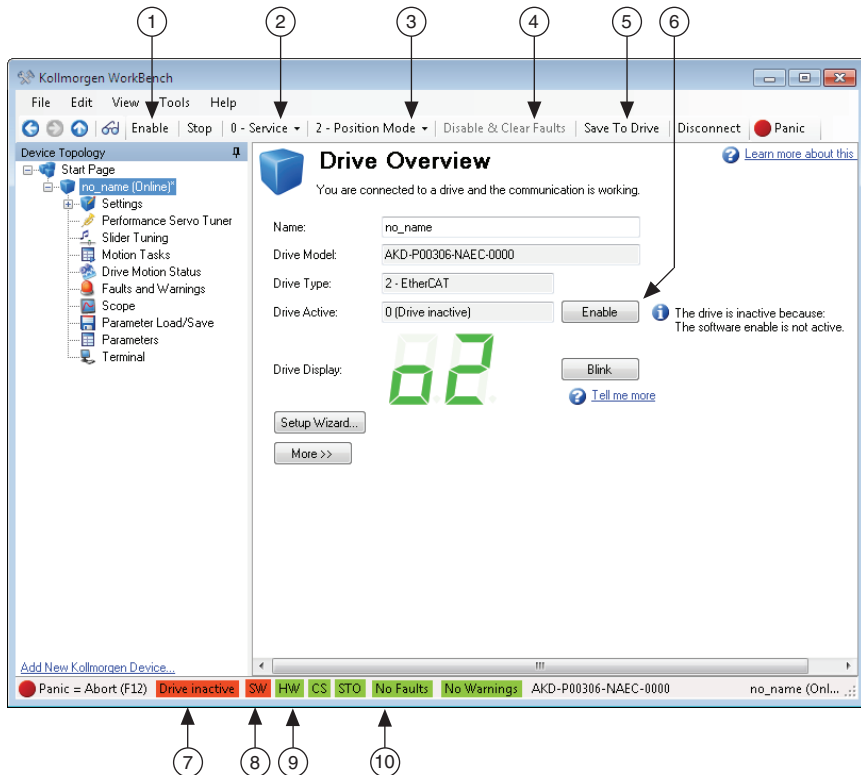 1 2 3 4 5 6
Kollmorgen WorkBench
File Edit View Tools Help
Enable Stop 0 - Service 2 - Position Mode Disable & Clear Faults Save To Drive Disconnect Panic
Device Topology
Start Page
no_name (Online)*
Settings
Performance Servo Tuner
Slider Tuning
Motion Tasks
Drive Motion Status
Faults and Warnings
Scope
Parameter Load/Save
Parameters
Terminal
Add New Kollmorgen Device...
Drive Overview
Learn more about this
You are connected to a drive and the communication is working.
Name: no_name
Drive Model: AKD-P00306-NAEC-0000
Drive Type: 2 - EtherCAT
Drive Active: 0 (Drive inactive) Enable
The drive is inactive because:
The software enable is not active.
Drive Display: o2 Blink
Tell me more
Setup Wizard...
More >>
Panic = Abort (F12) Drive inactive SW HW CS STO No Faults No Warnings AKD-P00306-NAEC-0000 no_name (Onl...
7 8 9 10